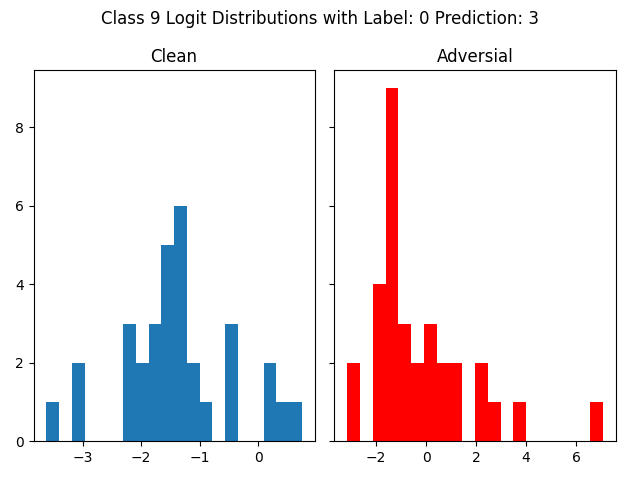 Class 9 Logit Distributions with Label: 0 Prediction: 3
Clean
Adversial
8
6
4
2
0
−3 −2 −1 0
−2 0 2 4 6